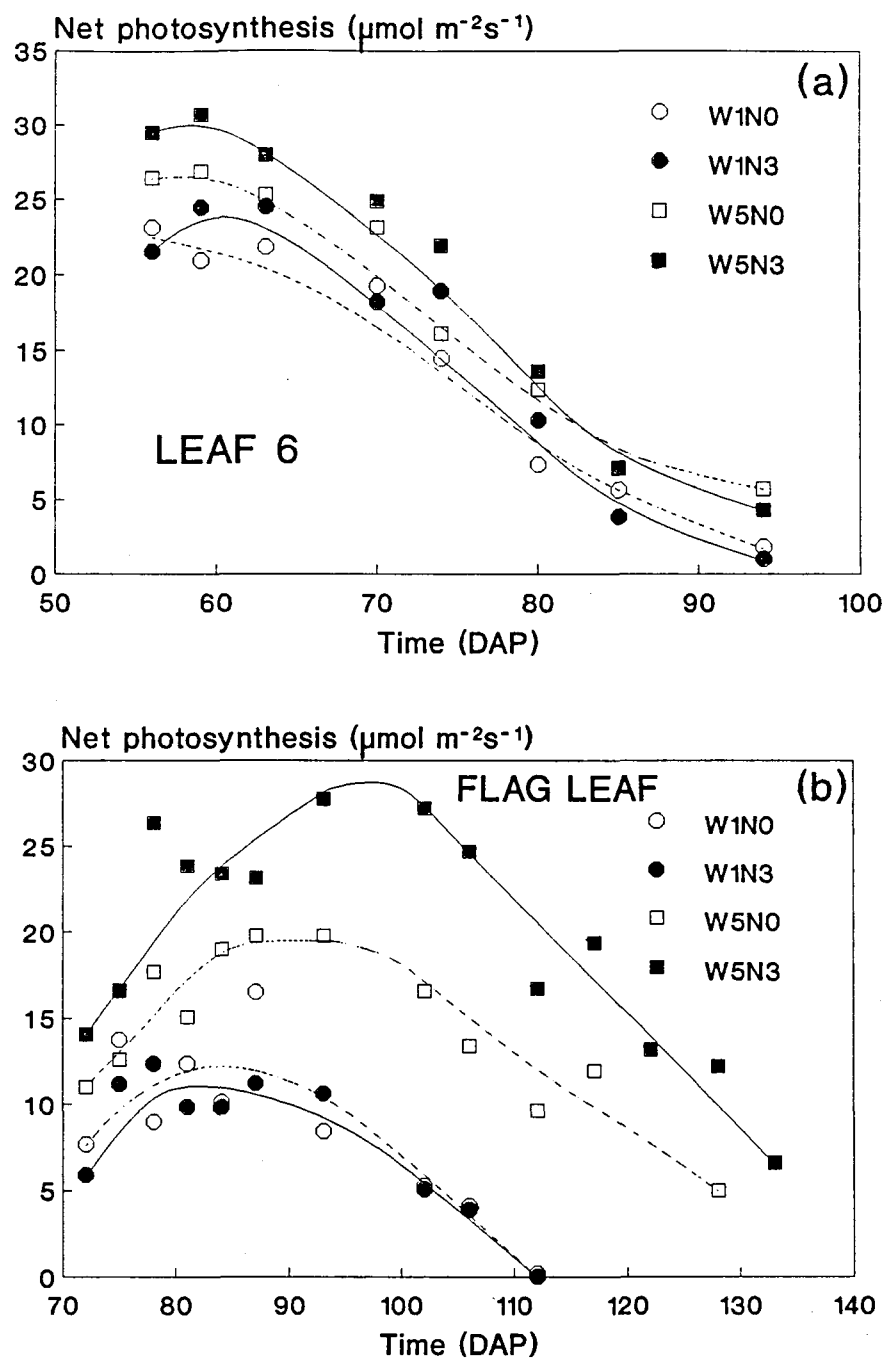 Net photosynthesis (μmol m⁻²s⁻¹)
35
(a)
30
25
20
15
10
5
0
W1N0
W1N3
W5N0
W5N3
LEAF 6
50 60 70 80 90 100
Time (DAP)
Net photosynthesis (μmol m⁻²s⁻¹)
30
FLAG LEAF (b)
25
20
15
10
5
0
W1N0
W1N3
W5N0
W5N3
70 80 90 100 110 120 130 140
Time (DAP)